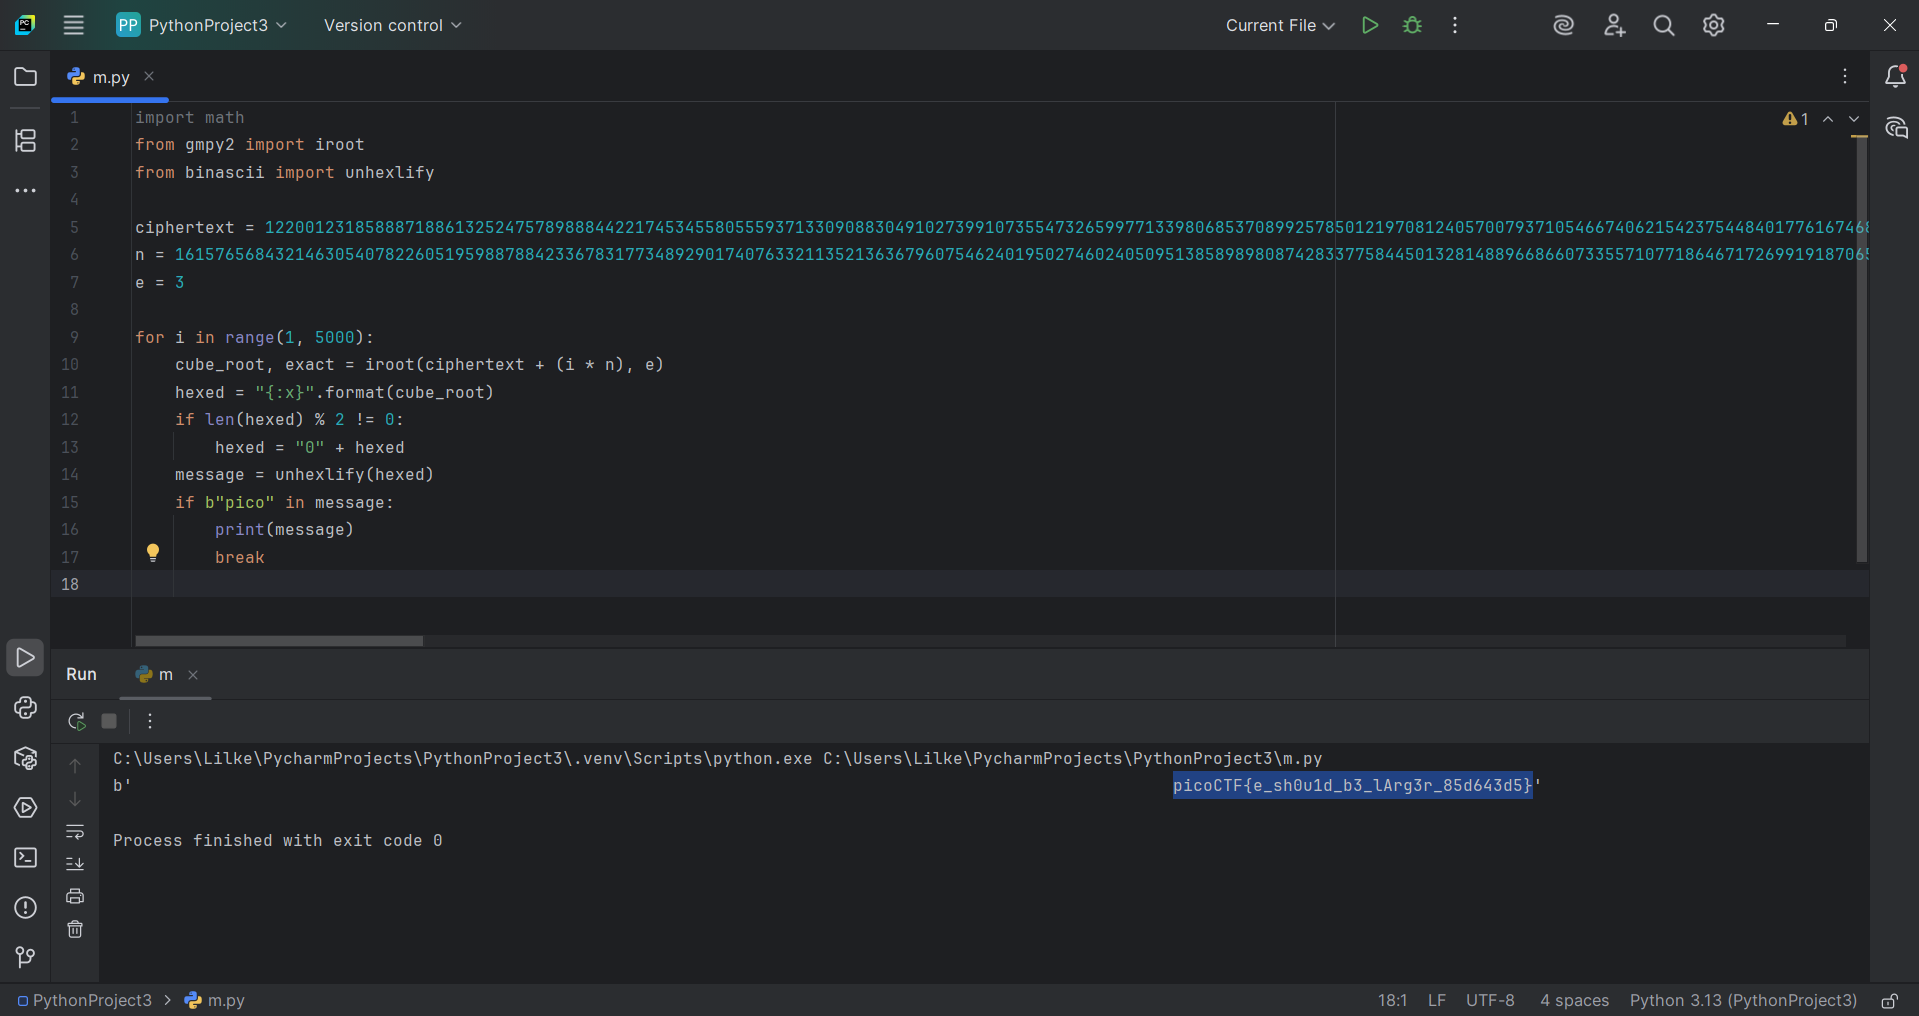 PP PythonProject3 Version control Current File
m.py
1 import math
2 from gmpy2 import iroot
3 from binascii import unhexlify
4
5 ciphertext =
6 n =
7 e = 3
8
9 for i in range(1, 5000):
10 cube_root, exact = iroot(ciphertext + (i * n), e)
11 hexed = "{:x}".format(cube_root)
12 if len(hexed) % 2 != 0:
13 hexed = "0" + hexed
14 message = unhexlify(hexed)
15 if b"pico" in message:
16 print(message)
17 break
18
1
Run m
C:\Users\Lilke\PycharmProjects\PythonProject3\.venv\Scripts\python.exe C:\Users\Lilke\PycharmProjects\PythonProject3\m.py
b' picoCTF{e_sh0u1d_b3_lArg3r_85d643d5}'
Process finished with exit code 0
PythonProject3 > m.py 18:1 LF UTF-8 4 spaces Python 3.13 (PythonProject3)